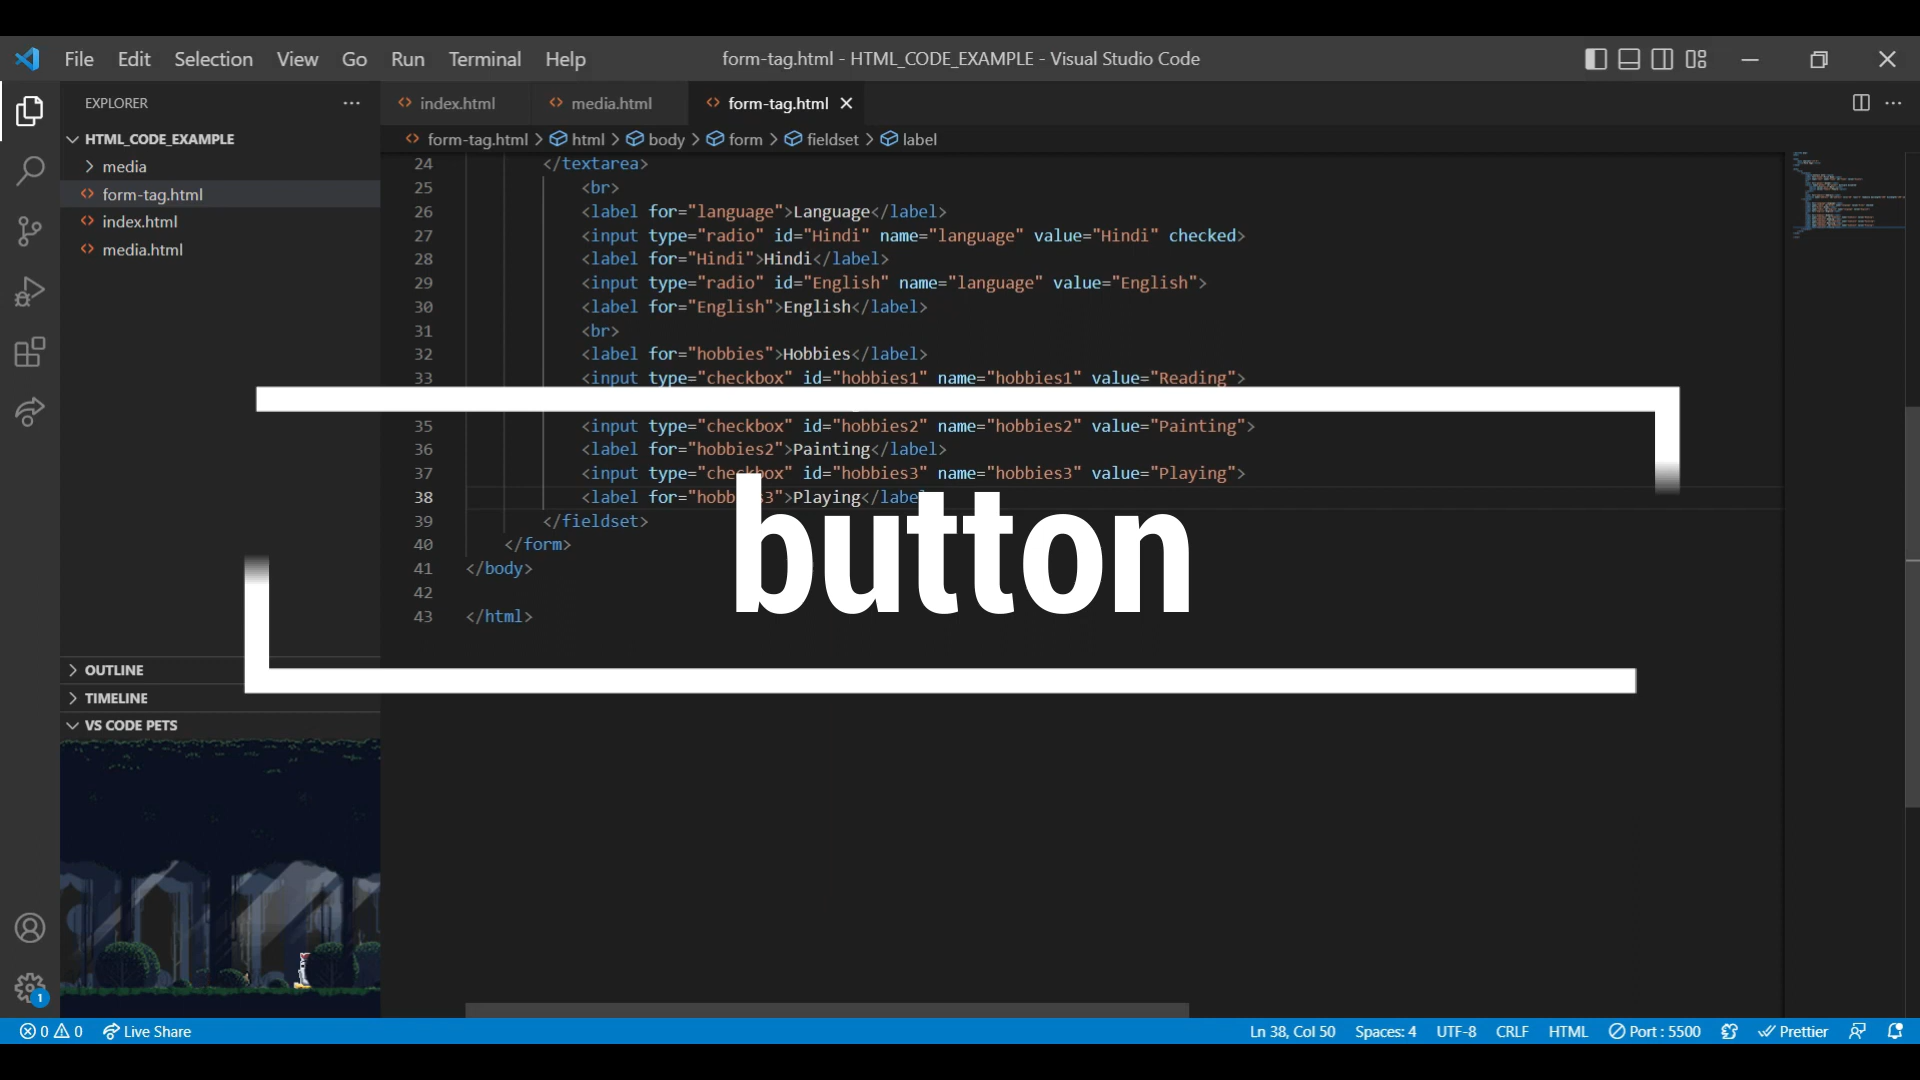 File Edit Selection View Go Run Terminal Help
form-tag.html - HTML_CODE_EXAMPLE - Visual Studio Code
EXPLORER
HTML_CODE_EXAMPLE
media
form-tag.html
index.html
media.html
OUTLINE
TIMELINE
VS CODE PETS
index.html media.html form-tag.html
form-tag.html > html > body > form > fieldset > label
24 </textarea>
25 <br>
26 <label for="language">Language</label>
27 <input type="radio" id="Hindi" name="language" value="Hindi" checked>
28 <label for="Hindi">Hindi</label>
29 <input type="radio" id="English" name="language" value="English">
30 <label for="English">English</label>
31 <br>
32 <label for="hobbies">Hobbies</label>
33 <input type="checkbox" id="hobbies1" name="hobbies1" value="Reading">
35 <input type="checkbox" id="hobbies2" name="hobbies2" value="Painting">
36 <label for="hobbies2">Painting</label>
37 <input type="checkbox" id="hobbies3" name="hobbies3" value="Playing">
38 <label for="hobbies3">Playing</label
39 </fieldset>
40 </form>
41 </body>
42
43 </html>
button
1
0 0 Live Share
Ln 38, Col 50 Spaces: 4 UTF-8 CRLF HTML Port : 5500 Prettier